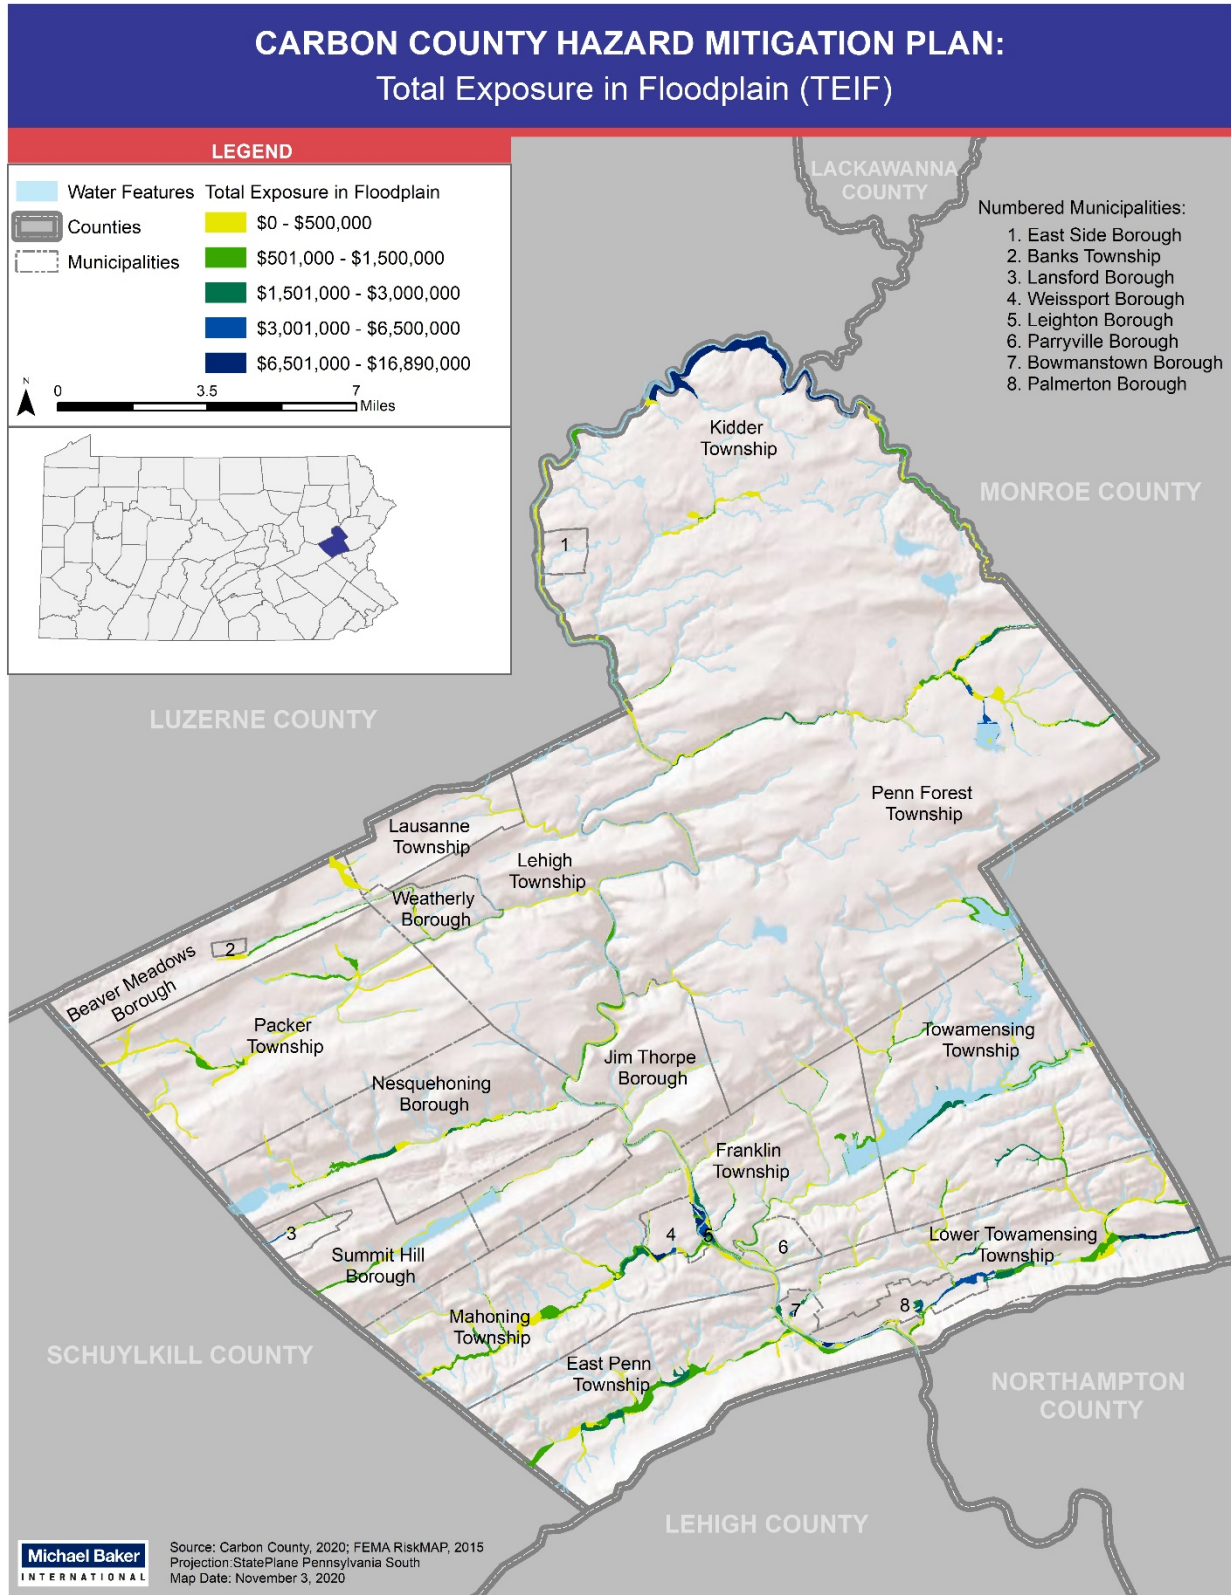 CARBON COUNTY HAZARD MITIGATION PLAN:
Total Exposure in Floodplain (TEIF)
LEGEND
Water Features
Counties
Municipalities
Total Exposure in Floodplain
$0 - $500,000
$501,000 - $1,500,000
$1,501,000 - $3,000,000
$3,001,000 - $6,500,000
$6,501,000 - $16,890,000
N
0 3.5 7
Miles
LACKAWANNA
COUNTY
Numbered Municipalities:
1. East Side Borough
2. Banks Township
3. Lansford Borough
4. Weissport Borough
5. Leighton Borough
6. Parryville Borough
7. Bowmanstown Borough
8. Palmerton Borough
Kidder
Township
MONROE COUNTY
1
LUZERNE COUNTY
Penn Forest
Township
Lausanne
Township
Lehigh
Township
Weatherly
Borough
2
Beaver Meadows
Borough
Packer
Township
Towamensing
Township
Jim Thorpe
Borough
Nesquehoning
Borough
Franklin
Township
3
4
5
6
Lower Towamensing
Township
Summit Hill
Borough
7
8
Mahoning
Township
SCHUYLKILL COUNTY
East Penn
Township
NORTHAMPTON
COUNTY
LEHIGH COUNTY
Michael Baker
INTERNATIONAL
Source: Carbon County, 2020; FEMA RiskMAP, 2015
Projection:StatePlane Pennsylvania South
Map Date: November 3, 2020